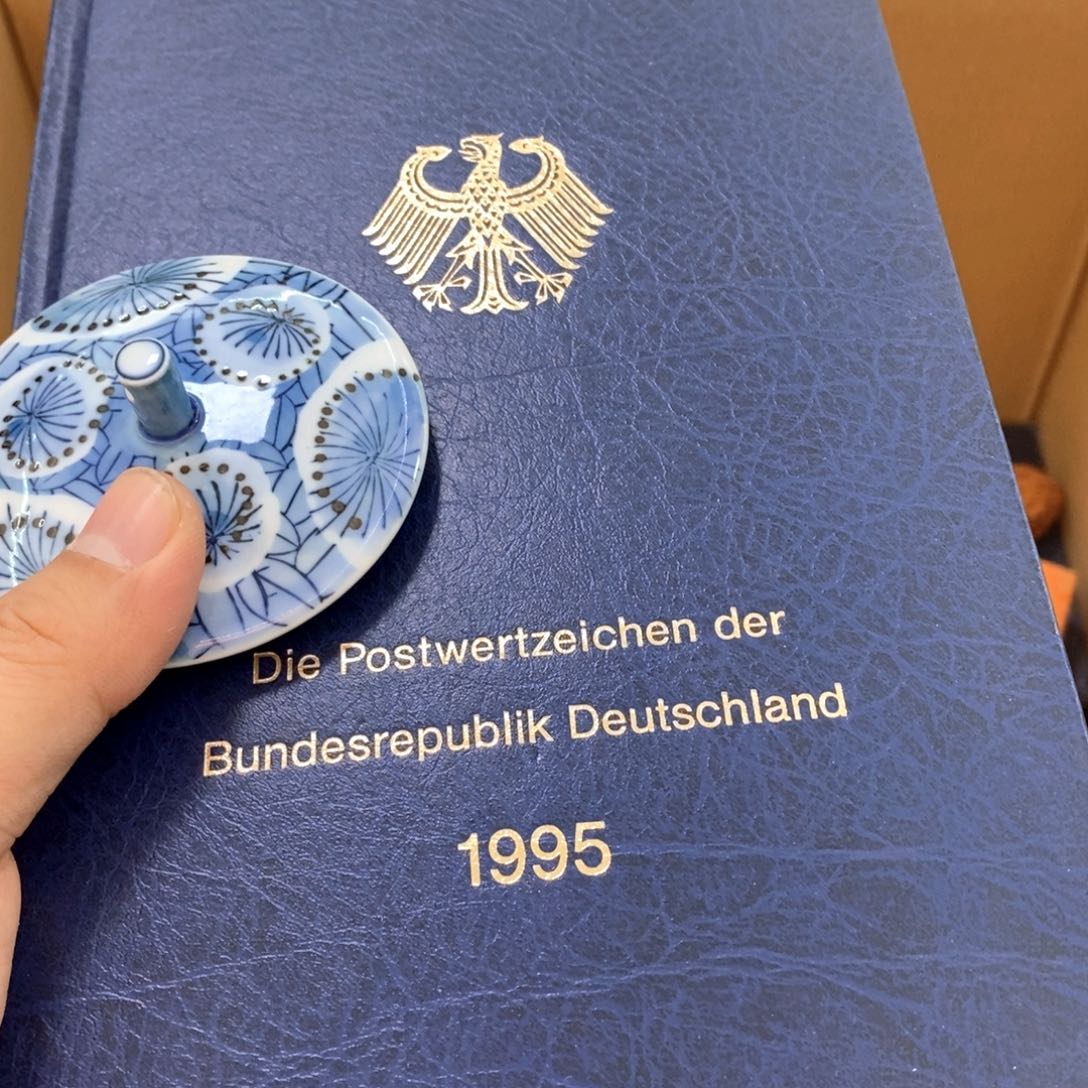 Die Postwertzeichen der
Bundesrepublik Deutschland
1995